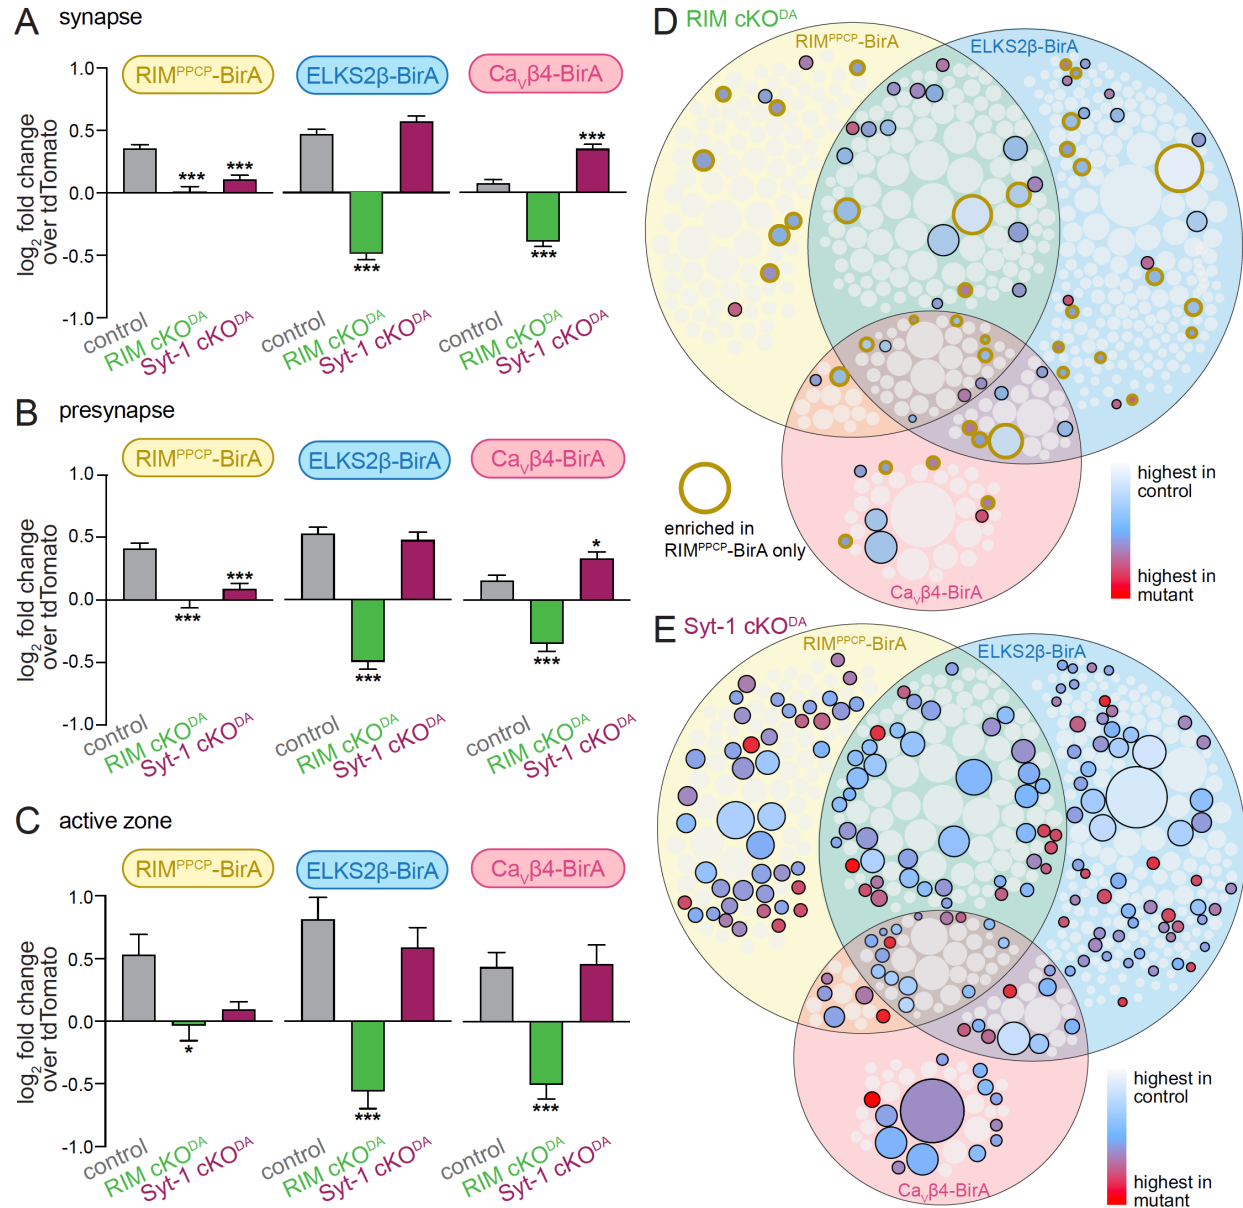 A synapse
RIMPPCP-BirA
ELKS2β-BirA
CaVβ4-BirA
log2 fold change
over tdTomato
1.0
0.5
0.0
-0.5
-1.0
***
***
***
***
***
control
RIM cKODA
Syt-1 cKODA
control
RIM cKODA
Syt-1 cKODA
control
RIM cKODA
Syt-1 cKODA
B presynapse
RIMPPCP-BirA
ELKS2β-BirA
CaVβ4-BirA
log2 fold change
over tdTomato
1.0
0.5
0.0
-0.5
-1.0
***
***
***
***
*
control
RIM cKODA
Syt-1 cKODA
control
RIM cKODA
Syt-1 cKODA
control
RIM cKODA
Syt-1 cKODA
C active zone
RIMPPCP-BirA
ELKS2β-BirA
CaVβ4-BirA
log2 fold change
over tdTomato
1.0
0.5
0.0
-0.5
-1.0
*
***
***
control
RIM cKODA
Syt-1 cKODA
control
RIM cKODA
Syt-1 cKODA
control
RIM cKODA
Syt-1 cKODA
D RIM cKODA
RIMPPCP-BirA
ELKS2β-BirA
CaVβ4-BirA
enriched in
RIMPPCP-BirA only
highest in
control
highest in
mutant
E Syt-1 cKODA
RIMPPCP-BirA
ELKS2β-BirA
CaVβ4-BirA
highest in
control
highest in
mutant